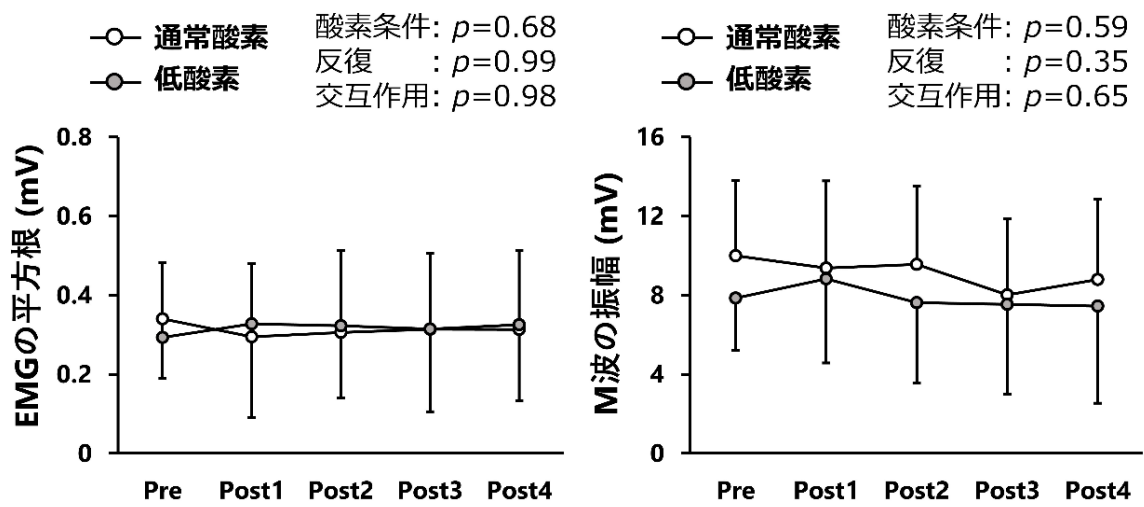 通常酸素
低酸素
酸素条件: p=0.68
反復 : p=0.99
交互作用: p=0.98
EMGの平方根 (mV)
0.8
0.6
0.4
0.2
0
Pre Post1 Post2 Post3 Post4
通常酸素
低酸素
酸素条件: p=0.59
反復 : p=0.35
交互作用: p=0.65
M波の振幅 (mV)
16
12
8
4
0
Pre Post1 Post2 Post3 Post4